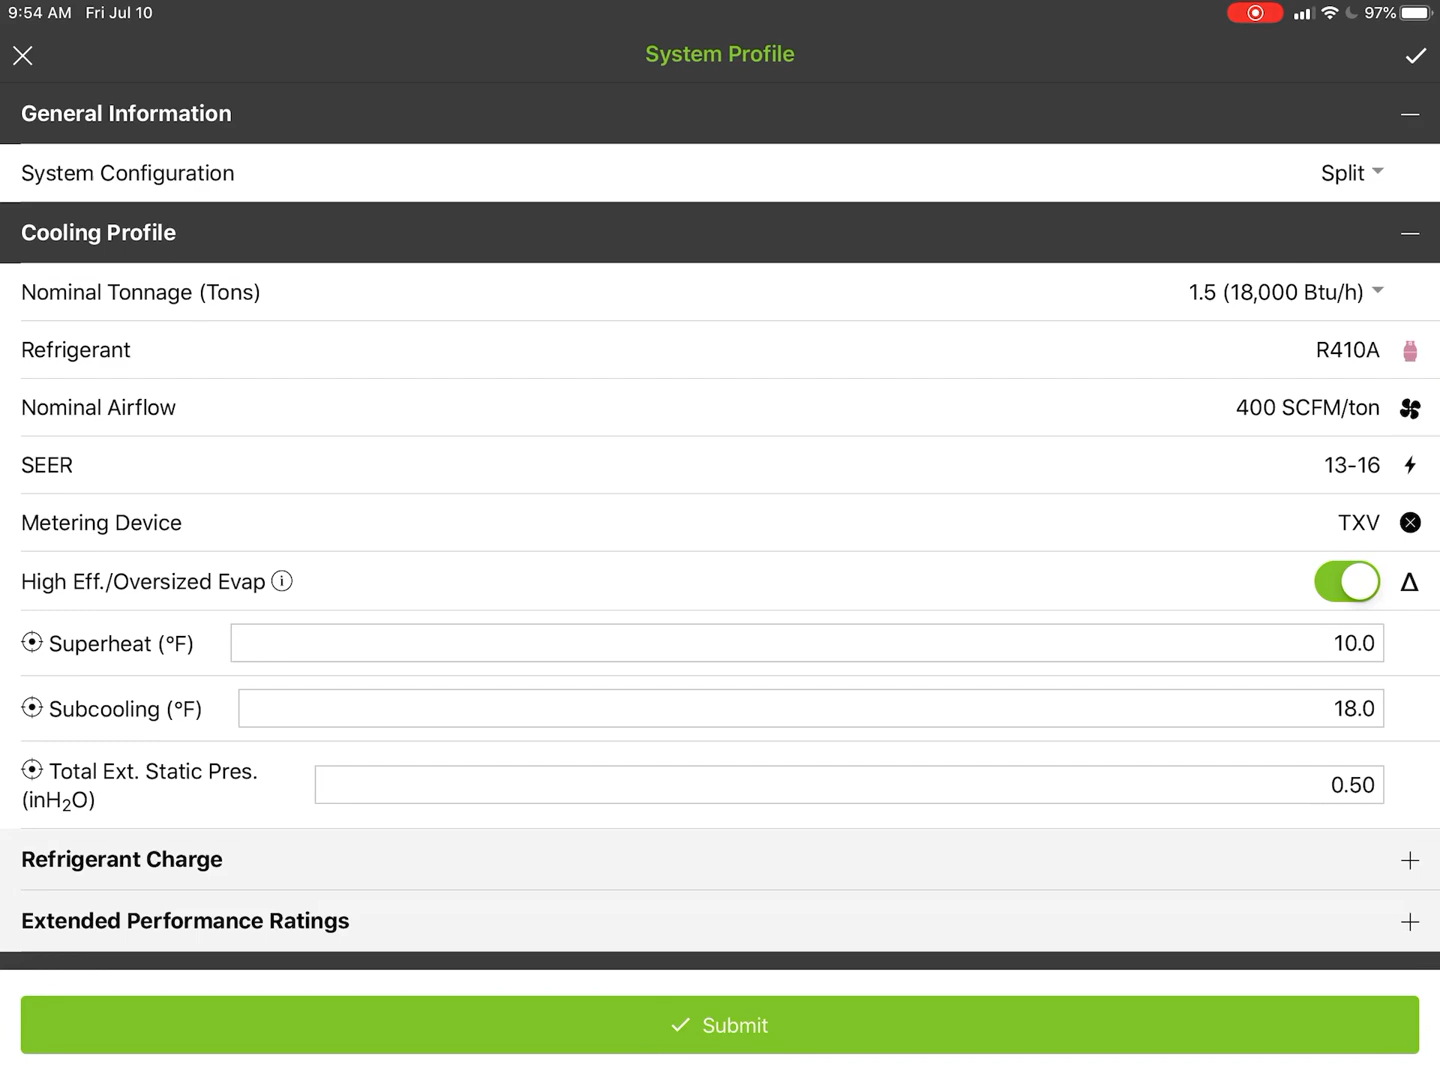 9:54 AM Fri Jul 10 97%
System Profile
General Information
System Configuration Split
Cooling Profile
Nominal Tonnage (Tons) 1.5 (18,000 Btu/h)
Refrigerant R410A
Nominal Airflow 400 SCFM/ton
SEER 13-16
Metering Device TXV
High Eff./Oversized Evap
Superheat (°F) 10.0
Subcooling (°F) 18.0
Total Ext. Static Pres.
(inH₂O) 0.50
Refrigerant Charge
Extended Performance Ratings
Submit